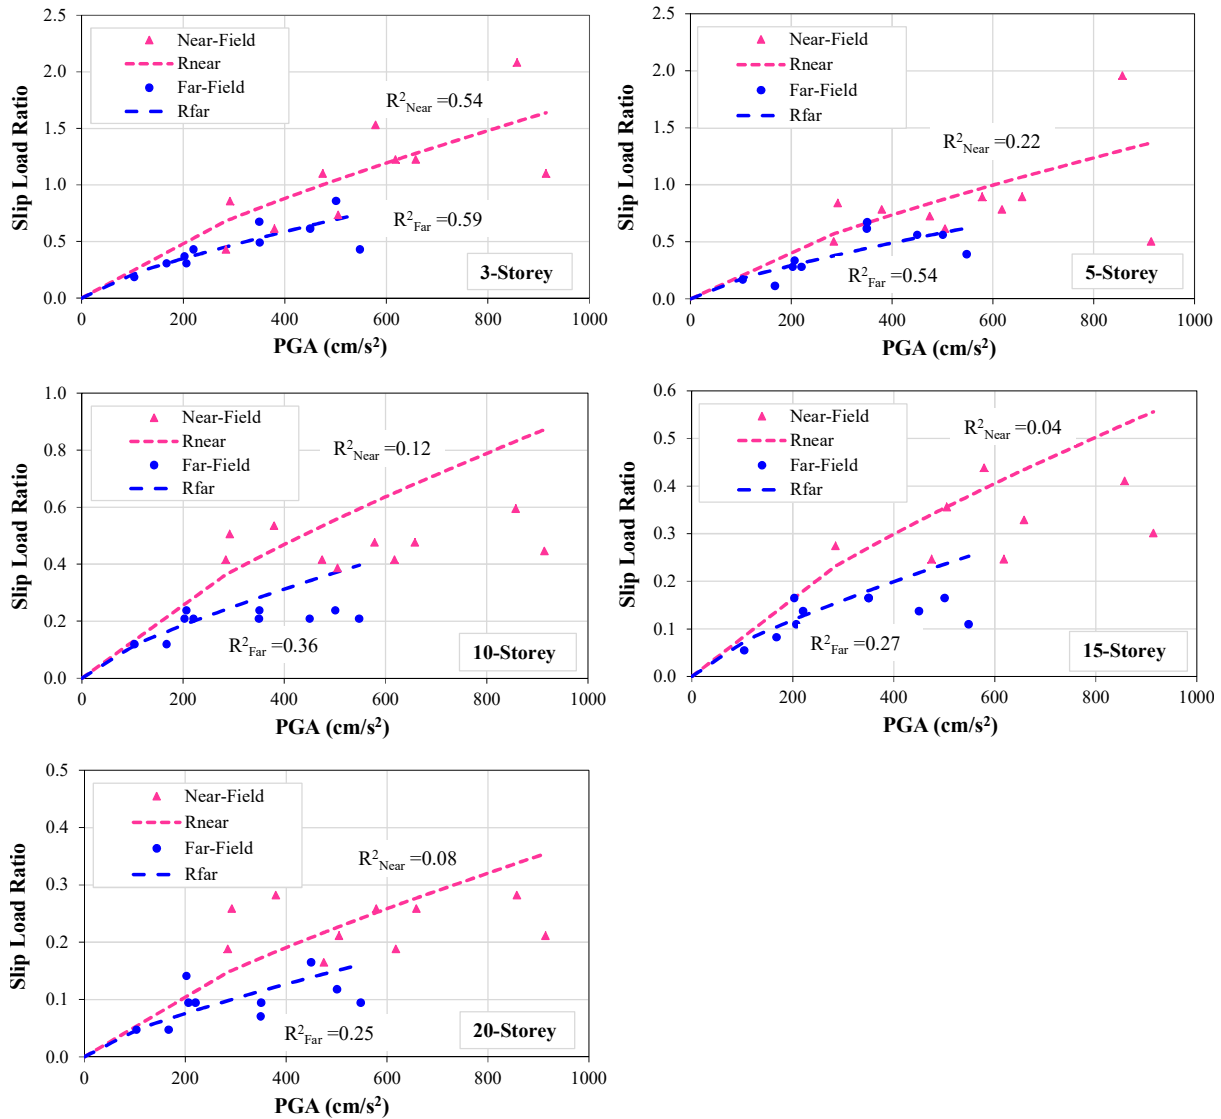 2.5
2.0
1.5
1.0
0.5
0.0
Slip Load Ratio
Near-Field
Rnear
Far-Field
Rfar
R²Near =0.54
R²Far =0.59
3-Storey
0 200 400 600 800 1000
PGA (cm/s²)
2.5
2.0
1.5
1.0
0.5
0.0
Slip Load Ratio
Near-Field
Rnear
Far-Field
Rfar
R²Near =0.22
R²Far =0.54
5-Storey
0 200 400 600 800 1000
PGA (cm/s²)
1.0
0.8
0.6
0.4
0.2
0.0
Slip Load Ratio
Near-Field
Rnear
Far-Field
Rfar
R²Near =0.12
R²Far =0.36
10-Storey
0 200 400 600 800 1000
PGA (cm/s²)
0.6
0.5
0.4
0.3
0.2
0.1
0.0
Slip Load Ratio
Near-Field
Rnear
Far-Field
Rfar
R²Near =0.04
R²Far =0.27
15-Storey
0 200 400 600 800 1000
PGA (cm/s²)
0.5
0.4
0.3
0.2
0.1
0.0
Slip Load Ratio
Near-Field
Rnear
Far-Field
Rfar
R²Near =0.08
R²Far =0.25
20-Storey
0 200 400 600 800 1000
PGA (cm/s²)